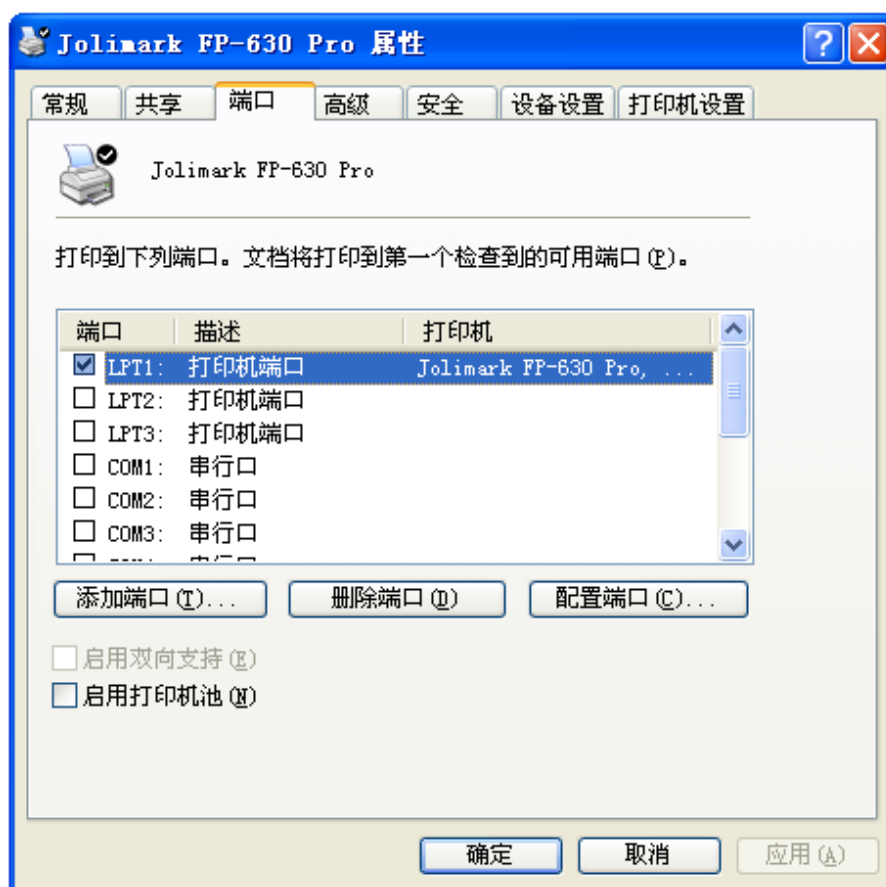 Jolimark FP-630 Pro 属性
常规 共享 端口 高级 安全 设备设置 打印机设置
Jolimark FP-630 Pro
打印到下列端口。文档将打印到第一个检查到的可用端口(P)。
端口 描述 打印机
LPT1: 打印机端口 Jolimark FP-630 Pro, ...
LPT2: 打印机端口
LPT3: 打印机端口
COM1: 串行口
COM2: 串行口
COM3: 串行口
添加端口(T)... 删除端口(D) 配置端口(C)...
启用双向支持(E)
启用打印机池(N)
确定 取消 应用(A)